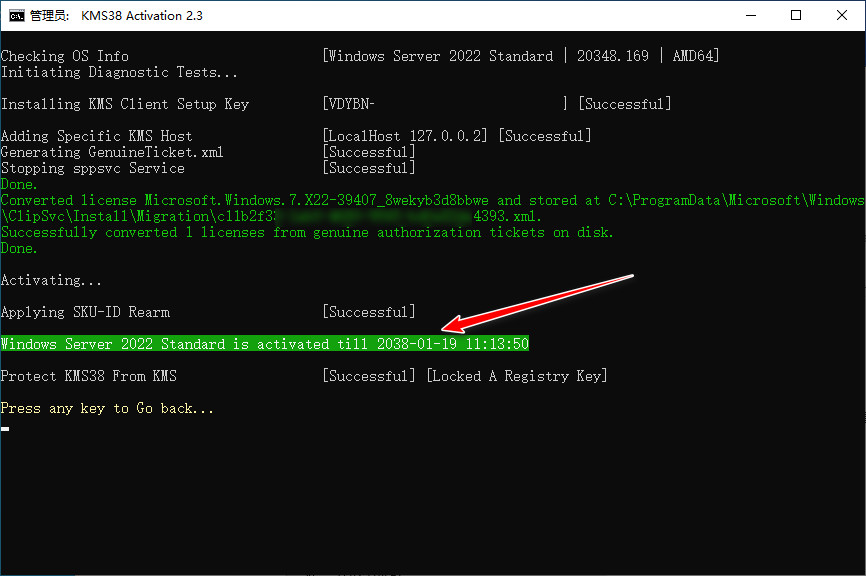 管理员: KMS38 Activation 2.3
Checking OS Info [Windows Server 2022 Standard | 20348.169 | AMD64]
Initiating Diagnostic Tests...
Installing KMS Client Setup Key [VDYBN- ] [Successful]
Adding Specific KMS Host [LocalHost 127.0.0.2] [Successful]
Generating GenuineTicket.xml [Successful]
Stopping sppsvc Service [Successful]
Done.
Converted license Microsoft.Windows.7.X22-39407_8wekyb3d8bbwe and stored at C:\ProgramData\Microsoft\Windows
\ClipSvc\Install\Migration\c11b2f33 4393.xml.
Successfully converted 1 licenses from genuine authorization tickets on disk.
Done.
Activating...
Applying SKU-ID Rearm [Successful]
Windows Server 2022 Standard is activated till 2038-01-19 11:13:50
Protect KMS38 From KMS [Successful] [Locked A Registry Key]
Press any key to Go back...